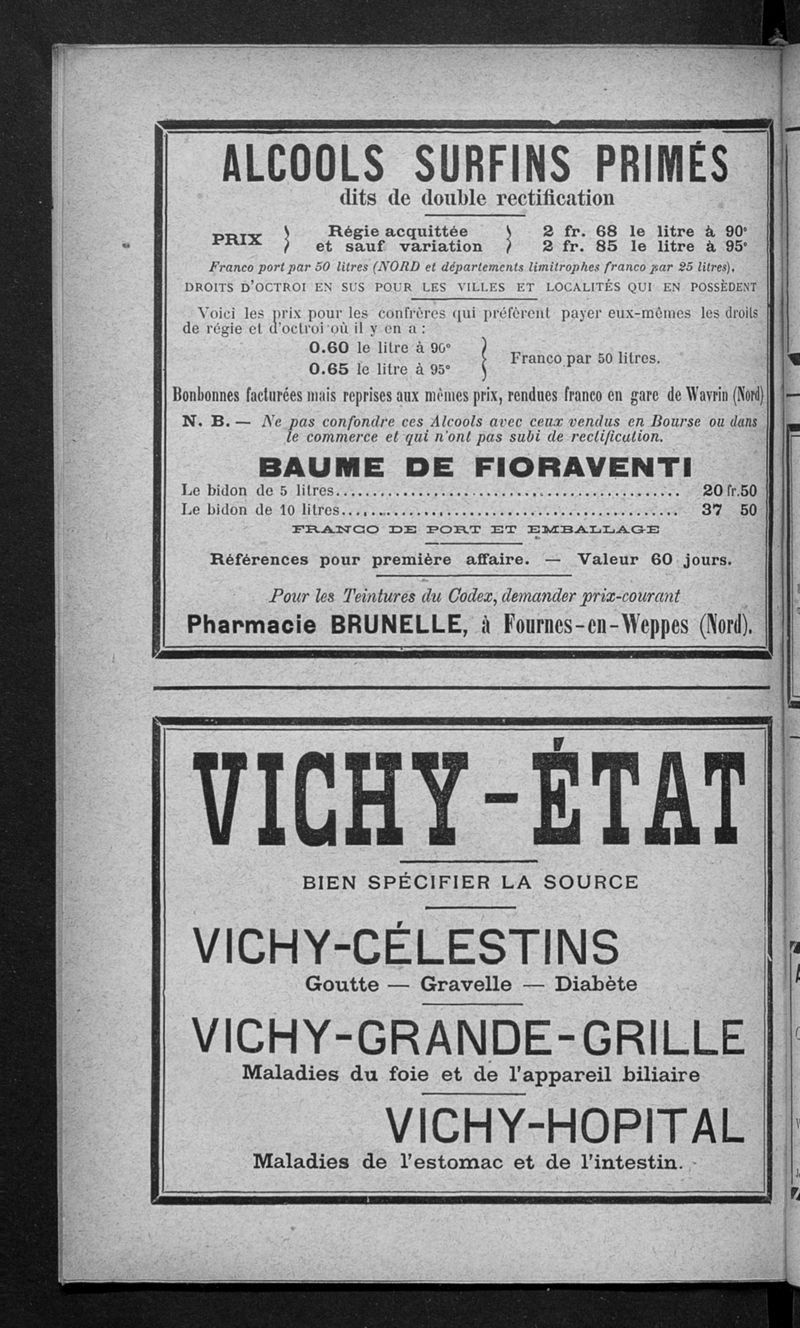 ALCOOLS SURFINS PRIMÉS
dits de double rectification
PRIX } Régie acquittée } 2 fr. 68 le litre à 90°
et sauf variation 2 fr. 85 le litre à 95°
Franco port par 50 litres (NORD et départements limitrophes franco par 25 litres).
DROITS D'OCTROI EN SUS POUR LES VILLES ET LOCALITÉS QUI EN POSSÈDENT
Voici les prix pour les confrères qui préfèrent payer eux-mêmes les droits
de régie et d'octroi où il y en a :
0.60 le litre à 90° } Franco par 50 litres.
0.65 le litre à 95°
Bonbonnes facturées mais reprises aux mêmes prix, rendues franco en gare de Wavrin (Nord)
N. B. — Ne pas confondre ces Alcools avec ceux vendus en Bourse ou dans
le commerce et qui n'ont pas subi de rectification.
BAUME DE FIORAVENTI
Le bidon de 5 litres........................................ 20 fr. 50
Le bidon de 10 litres........................................ 37 50
FRANCO DE PORT ET EMBALLAGE
Références pour première affaire. — Valeur 60 jours.
Pour les Teintures du Codex, demander prix-courant
Pharmacie BRUNELLE, à Fournes-en-Weppes (Nord).
VICHY-ÉTAT
BIEN SPÉCIFIER LA SOURCE
VICHY-CÉLESTINS
Goutte — Gravelle — Diabète
VICHY-GRANDE-GRILLE
Maladies du foie et de l'appareil biliaire
VICHY-HOPITAL
Maladies de l'estomac et de l'intestin.